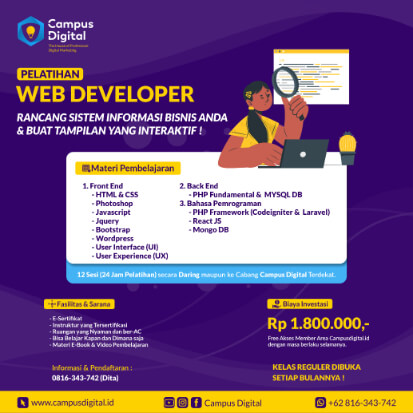 Campus
Digital
PELATIHAN
WEB DEVELOPER
RANCANG SISTEM INFORMASI BISNIS ANDA
& BUAT TAMPILAN YANG INTERAKTIF !
Materi Pembelajaran
1. Front End
- HTML & CSS
- Photoshop
- Javascript
- Jquery
- Bootstrap
- Wordpress
- User Interface (UI)
- User Experience (UX)
2. Back End
- PHP Fundamental & MYSQL DB
3. Bahasa Pemrograman
- PHP Framework (Codeigniter & Laravel)
- React JS
- Mongo DB
12 Sesi (24 Jam Pelatihan) secara Daring maupun ke Cabang Campus Digital Terdekat.
Fasilitas & Sarana
- E-Sertifikat
- Instruktur yang Tersertifikasi
- Ruangan yang Nyaman dan ber-AC
- Bisa Belajar Kapan dan Dimana saja
- Materi E-Book & Video Pembelajaran
Informasi & Pendaftaran :
0816-343-742 (Dita)
Biaya Investasi
Rp 1.800.000,-
Free Akses Member Area Campusdigital.id
dengan masa berlaku selamanya.
KELAS REGULER DIBUKA
SETIAP BULANNYA !
www.campusdigital.id
Campus Digital
+62 816-343-742